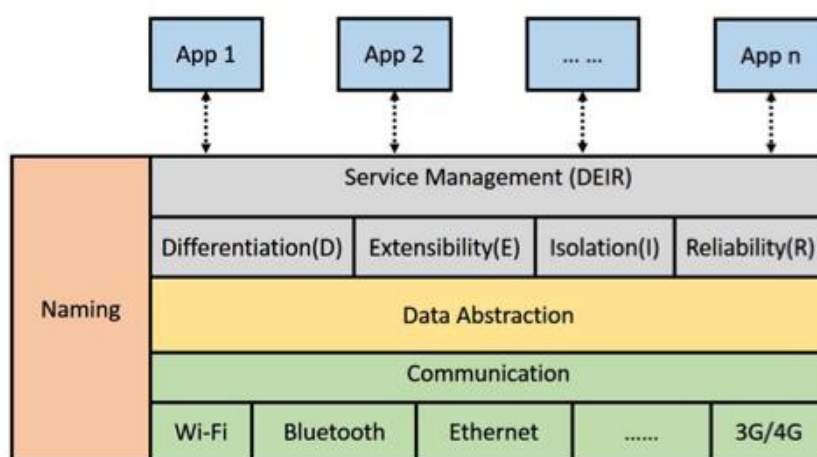 App 1
App 2
... ...
App n
Service Management (DEIR)
Differentiation(D)
Extensibility(E)
Isolation(I)
Reliability(R)
Naming
Data Abstraction
Communication
Wi-Fi
Bluetooth
Ethernet
......
3G/4G